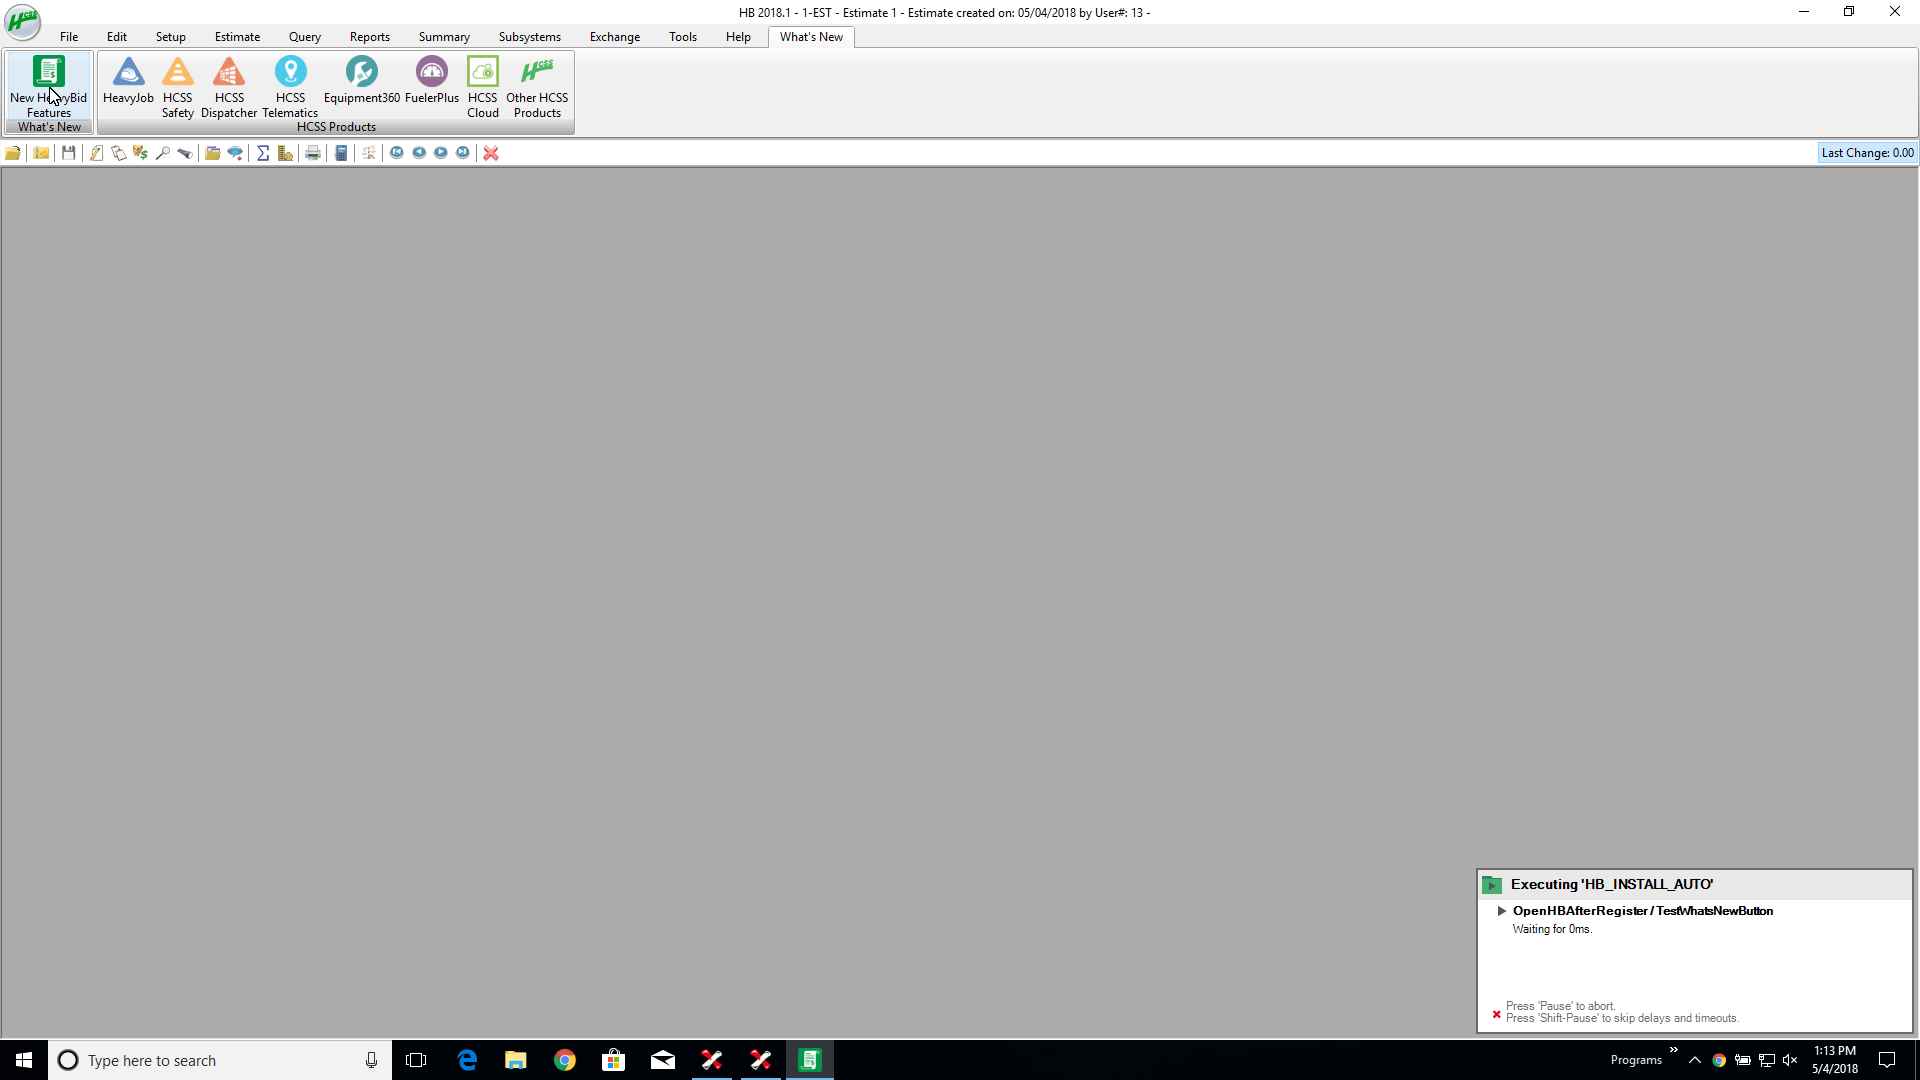 HB 2018.1 - 1-EST - Estimate 1 - Estimate created on: 05/04/2018 by User#: 13 -
HCSS
File Edit Setup Estimate Query Reports Summary Subsystems Exchange Tools Help What's New
New HeavyBid Features
HeavyJob
HCSS Safety
HCSS Dispatcher
HCSS Telematics
Equipment360
FuelerPlus
HCSS Cloud
HCSS
Other HCSS Products
What's New
HCSS Products
Last Change: 0.00
Executing 'HB_INSTALL_AUTO'
OpenHBAfterRegister / TestWhatsNewButton
Waiting for 0ms.
Press 'Pause' to abort.
Press 'Shift-Pause' to skip delays and timeouts.
Type here to search
Programs
1:13 PM
5/4/2018